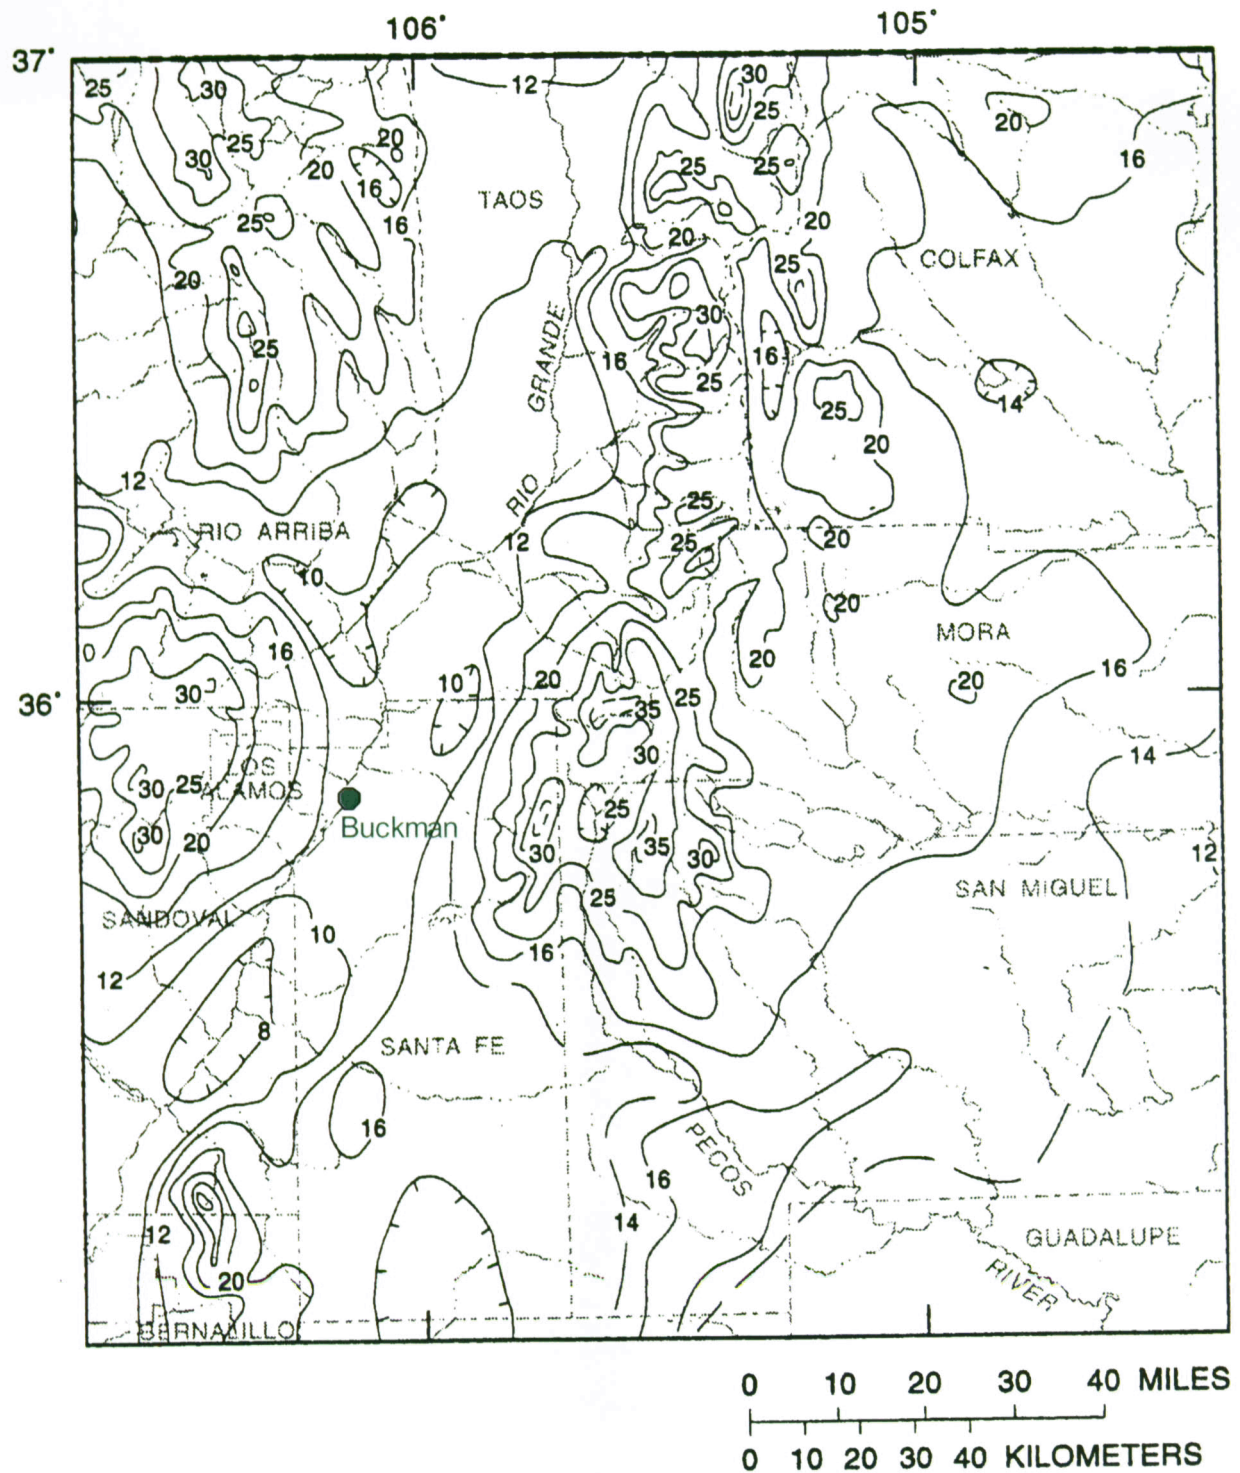 106° 105°
37°
25 30 12 30 25 20 16
25 20
30 20 25 25
16
TAOS
25 16 20
20 COLFAX
20 25
30
25 16 16
GRANDE
25
14
25
20
12
RIO 25
RIO ARRIBA 12 25 20
10
20
MORA
0 16
20 16
10 20 20
36° 30 25
35
30 14
LOS
30 25 ALAMOS 25
Buckman
30 20 30 35 30 12
SAN MIGUEL
25
SANDOVAL
10
16
12
8
SANTA FE
16
PECOS
16
14
12
GUADALUPE
20 RIVER
BERNALILLO
0 10 20 30 40 MILES
0 10 20 30 40 KILOMETERS